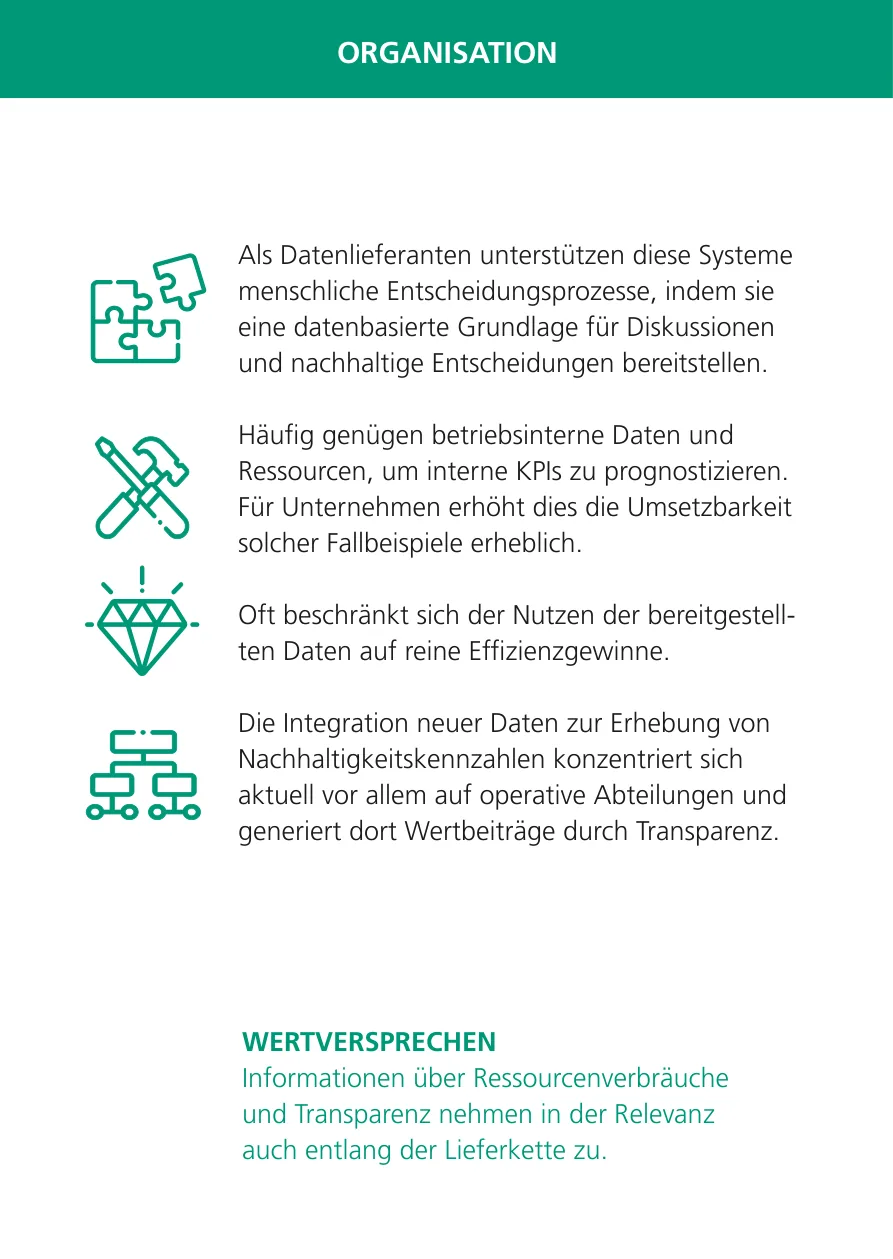 ORGANISATION
Als Datenlieferanten unterstützen diese Systeme
menschliche Entscheidungsprozesse, indem sie
eine datenbasierte Grundlage für Diskussionen
und nachhaltige Entscheidungen bereitstellen.
Häufig genügen betriebsinterne Daten und
Ressourcen, um interne KPIs zu prognostizieren.
Für Unternehmen erhöht dies die Umsetzbarkeit
solcher Fallbeispiele erheblich.
Oft beschränkt sich der Nutzen der bereitgestell-
ten Daten auf reine Effizienzgewinne.
Die Integration neuer Daten zur Erhebung von
Nachhaltigkeitskennzahlen konzentriert sich
aktuell vor allem auf operative Abteilungen und
generiert dort Wertbeiträge durch Transparenz.
WERTVERSPRECHEN
Informationen über Ressourcenverbräuche
und Transparenz nehmen in der Relevanz
auch entlang der Lieferkette zu.